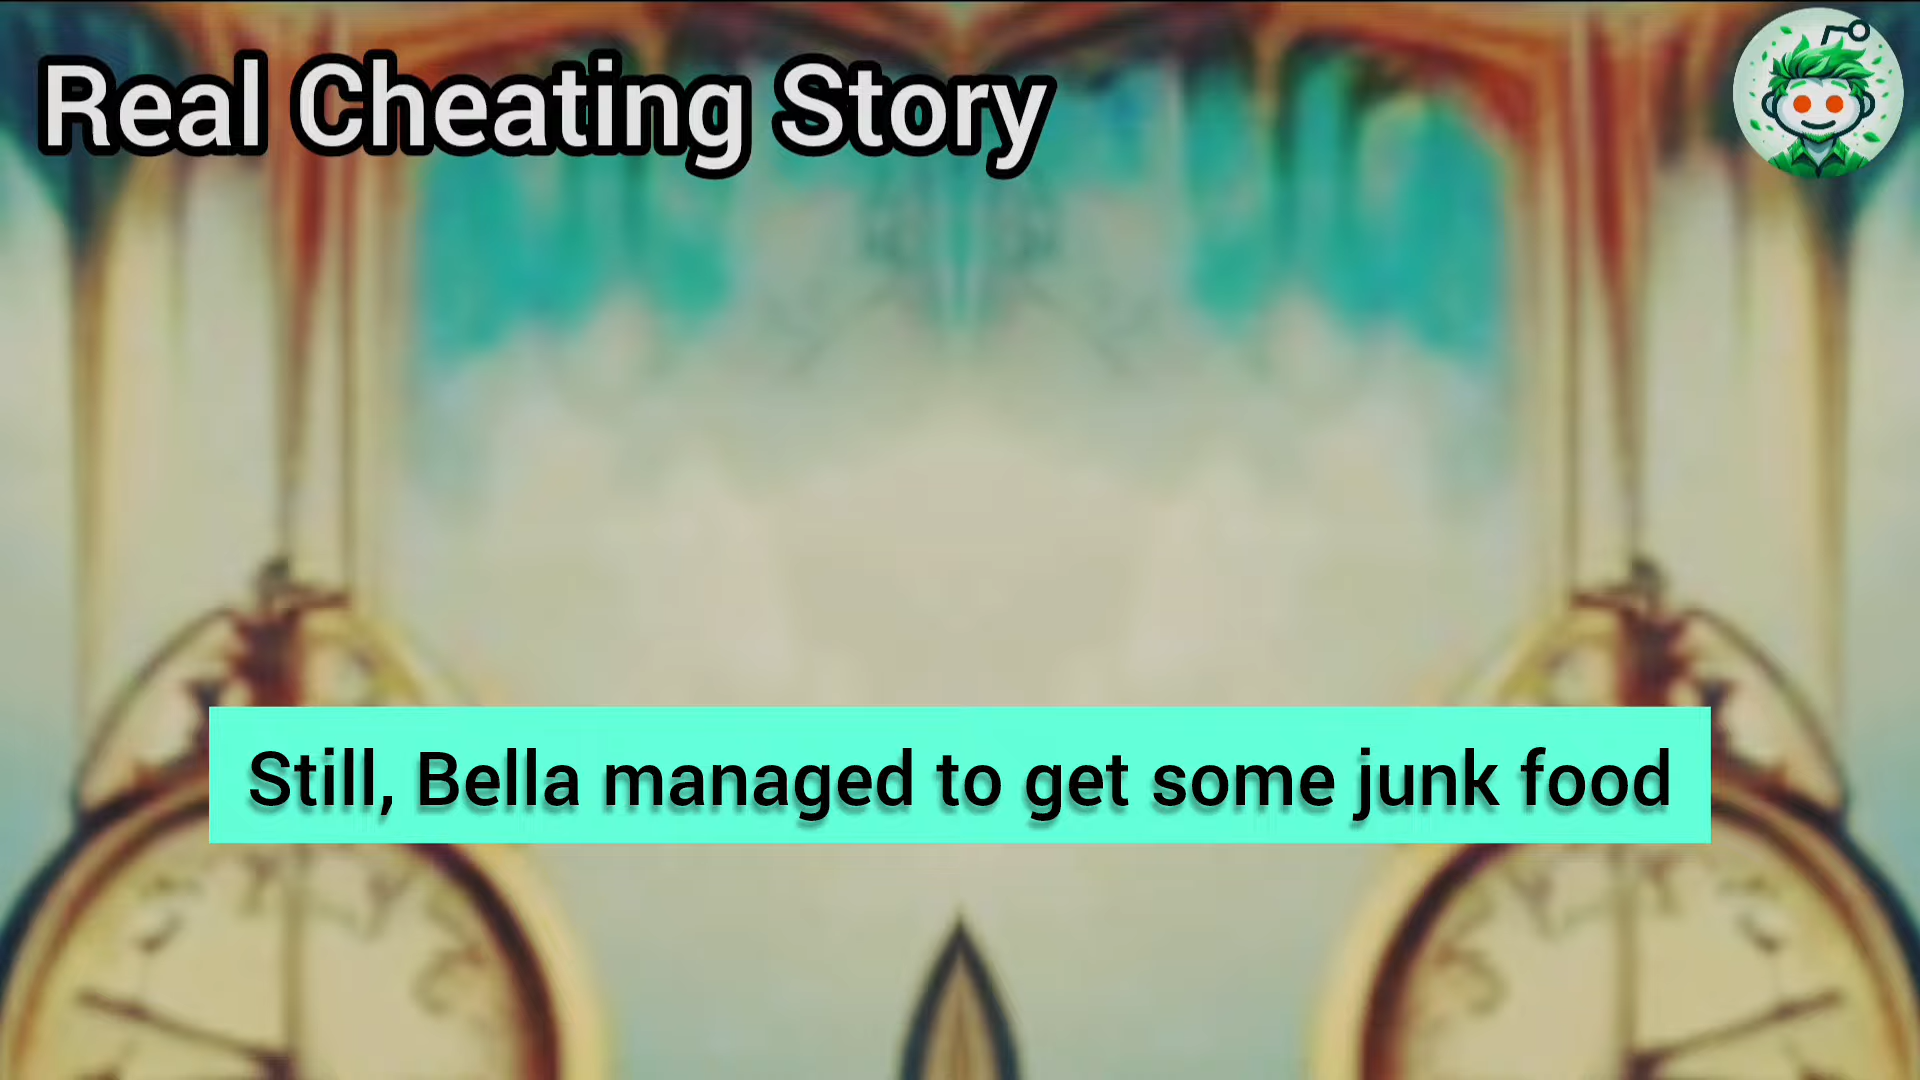 Real Cheating Story
Still, Bella managed to get some junk food